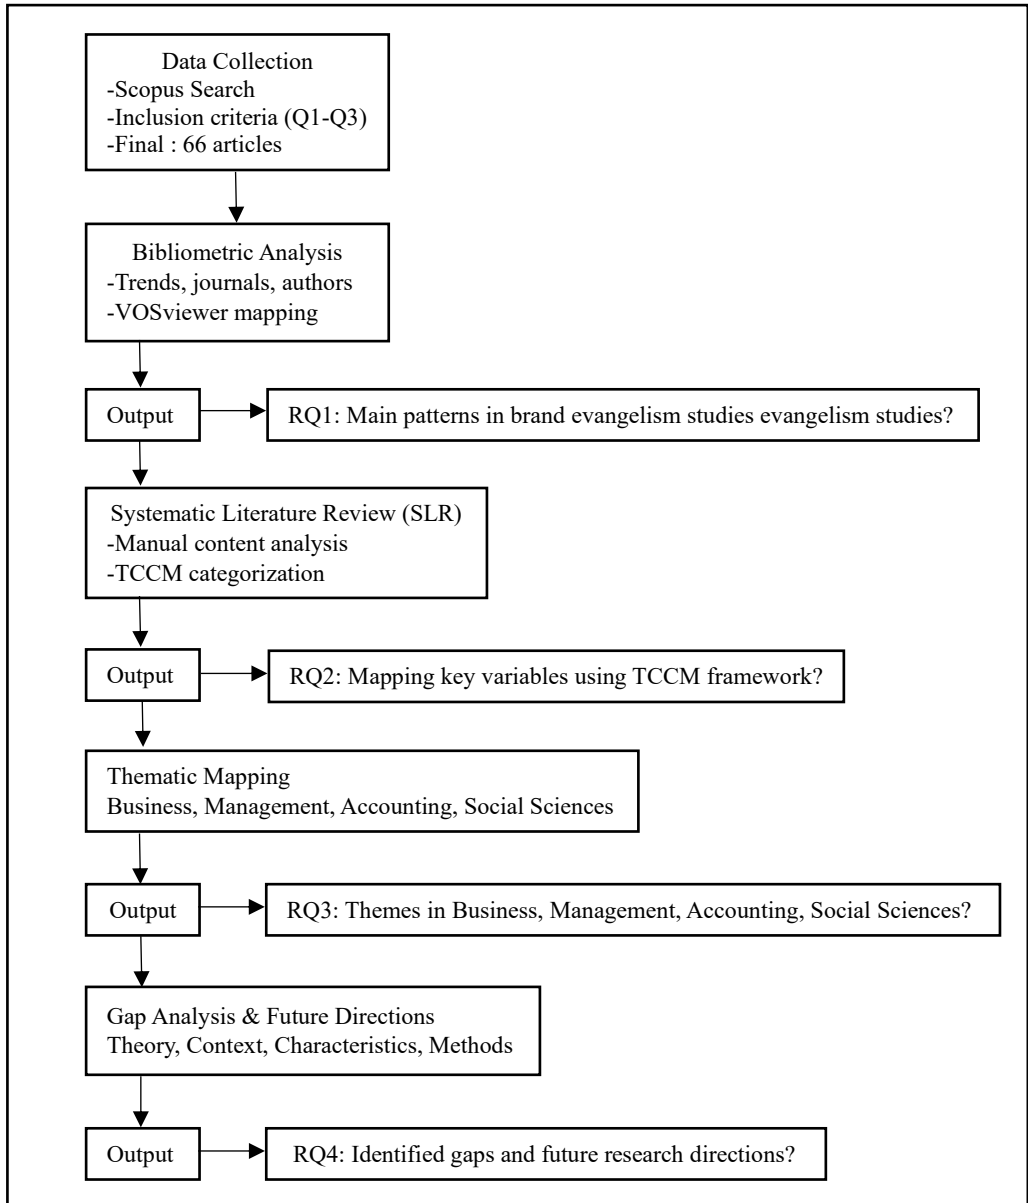 Data Collection
-Scopus Search
-Inclusion criteria (Q1-Q3)
-Final : 66 articles
Bibliometric Analysis
-Trends, journals, authors
-VOSviewer mapping
Output
RQ1: Main patterns in brand evangelism studies evangelism studies?
Systematic Literature Review (SLR)
-Manual content analysis
-TCCM categorization
Output
RQ2: Mapping key variables using TCCM framework?
Thematic Mapping
Business, Management, Accounting, Social Sciences
Output
RQ3: Themes in Business, Management, Accounting, Social Sciences?
Gap Analysis & Future Directions
Theory, Context, Characteristics, Methods
Output
RQ4: Identified gaps and future research directions?